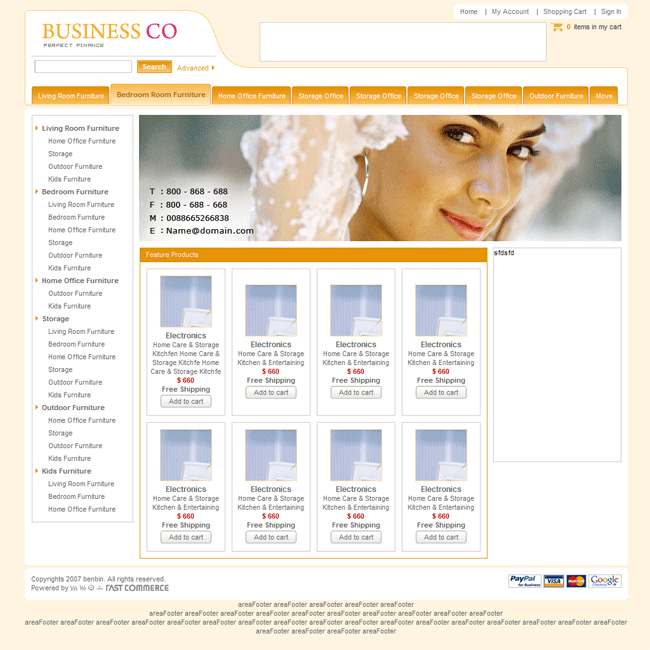 Home | My Account | Shopping Cart | Sign In
BUSINESS CO
PERFECT FINANCE
0 items in my cart
Search Advanced
Living Room Furniture Bedroom Room Furniture Home Office Furniture Storage Office Storage Office Storage Office Storage Office Outdoor Furniture Move
Living Room Furniture
Home Office Furniture
Storage
Outdoor Furniture
Kids Furniture
Bedroom Furniture
Living Room Furniture
Bedroom Furniture
Home Office Furniture
Storage
Outdoor Furniture
Kids Furniture
Home Office Furniture
Outdoor Furniture
Kids Furniture
Storage
Living Room Furniture
Bedroom Furniture
Home Office Furniture
Storage
Outdoor Furniture
Kids Furniture
Outdoor Furniture
Home Office Furniture
Storage
Outdoor Furniture
Kids Furniture
Kids Furniture
Living Room Furniture
Bedroom Furniture
Home Office Furniture
T : 800 - 868 - 688
F : 800 - 688 - 668
M : 0088665266838
E : Name@domain.com
Feature Products
Electronics
Home Care & Storage
Kitchfen Home Care &
Storage Kitchfe Home
Care & Storage Kitchfe
$ 660
Free Shipping
Add to cart
Electronics
Home Care & Storage
Kitchen & Entertaining
$ 660
Free Shipping
Add to cart
Electronics
Home Care & Storage
Kitchen & Entertaining
$ 660
Free Shipping
Add to cart
Electronics
Home Care & Storage
Kitchen & Entertaining
$ 660
Free Shipping
Add to cart
Electronics
Home Care & Storage
Kitchen & Entertaining
$ 660
Free Shipping
Add to cart
Electronics
Home Care & Storage
Kitchen & Entertaining
$ 660
Free Shipping
Add to cart
Electronics
Home Care & Storage
Kitchen & Entertaining
$ 660
Free Shipping
Add to cart
Electronics
Home Care & Storage
Kitchen & Entertaining
$ 660
Free Shipping
Add to cart
sfdsfd
Copyrights 2007 benbin. All rights reserved.
Powered by FAST COMMERCE
PayPal for Business VISA MasterCard Google
areaFooter areaFooter areaFooter areaFooter areaFooter
areaFooter areaFooter areaFooter areaFooter areaFooter areaFooter areaFooter areaFooter areaFooter areaFooter
areaFooter areaFooter areaFooter areaFooter areaFooter areaFooter areaFooter areaFooter areaFooter areaFooter areaFooter areaFooter areaFooter areaFooter areaFooter areaFooter areaFooter
areaFooter areaFooter areaFooter areaFooter